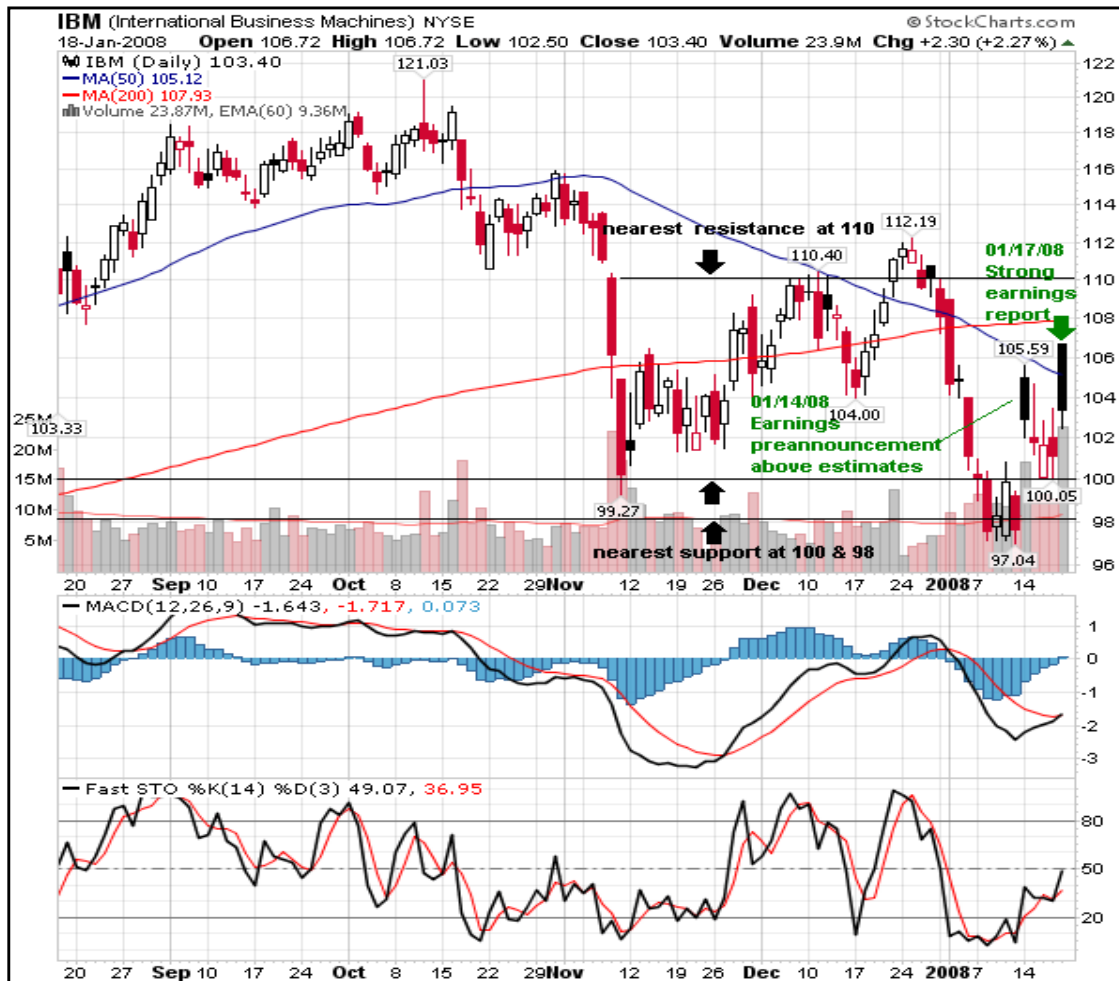 IBM (International Business Machines) NYSE © StockCharts.com
18-Jan-2008 Open 106.72 High 106.72 Low 102.50 Close 103.40 Volume 23.9M Chg +2.30 (+2.27%)
IBM (Daily) 103.40
MA(50) 105.12
MA(200) 107.93
Volume 23.87M, EMA(60) 9.36M
121.03
122
120
118
116
114
112
110
108
106
104
102
100
98
96
nearest resistance at 110
112.19
110.40
01/17/08
Strong
earnings
report
105.59
104.00
01/14/08
Earnings
preannouncement
above estimates
25M
103.33
20M
15M
10M
5M
99.27
100.05
97.04
nearest support at 100 & 98
20 27 Sep 10 17 24 Oct 8 15 22 Nov 12 19 26 Dec 10 17 24 2008 7 14
MACD(12,26,9) -1.643, -1.717, 0.073
1
0
-1
-2
-3
Fast STO %K(14) %D(3) 49.07, 36.95
80
50
20
20 27 Sep 10 17 24 Oct 8 15 22 Nov 12 19 26 Dec 10 17 24 2008 7 14